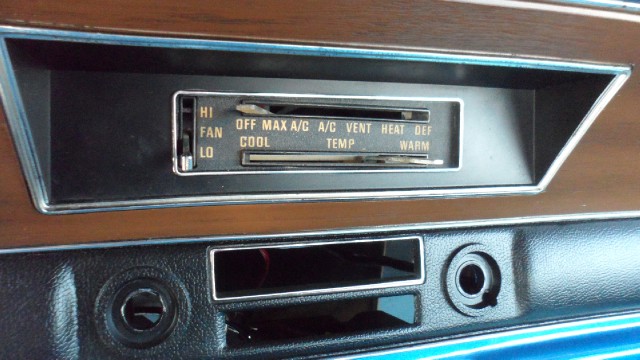 HI
FAN
LO
OFF MAX A/C A/C VENT HEAT DEF
COOL TEMP WARM